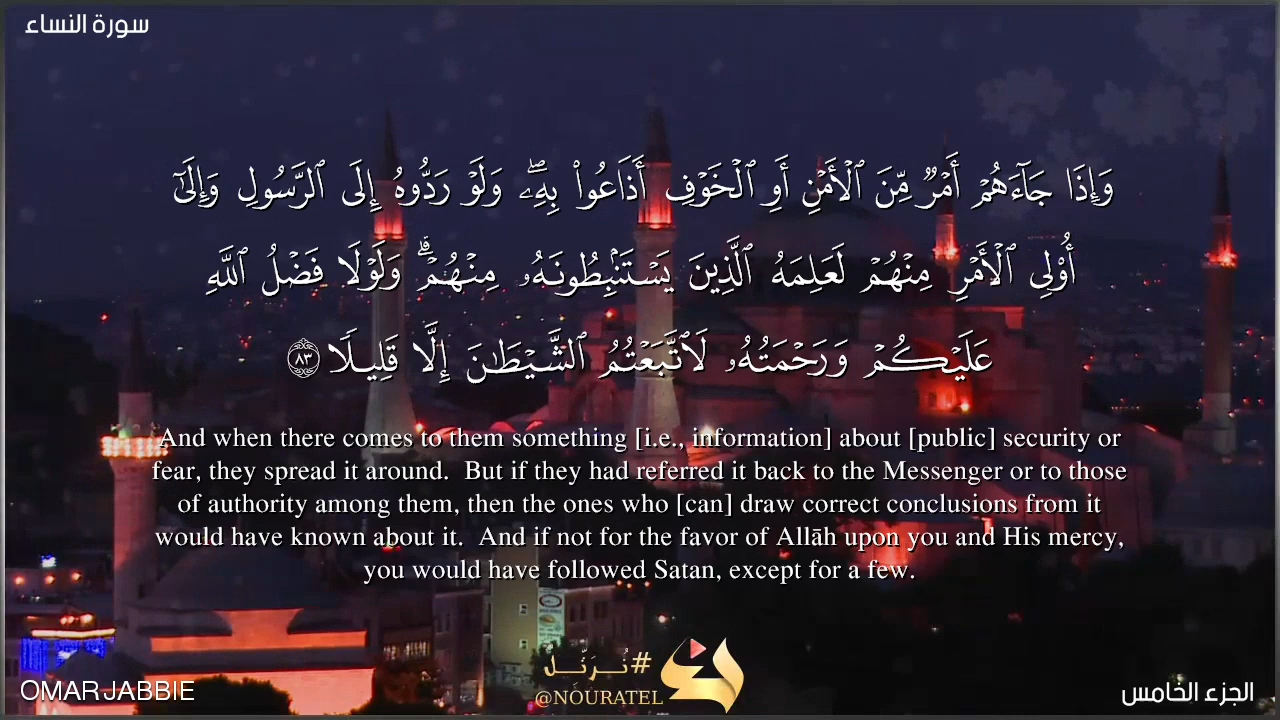 سورة النساء
وَإِذَا جَآءَهُمْ أَمْرٌ مِّنَ ٱلْأَمْنِ أَوِ ٱلْخَوْفِ أَذَاعُوا۟ بِهِۦ ۖ وَلَوْ رَدُّوهُ إِلَى ٱلرَّسُولِ وَإِلَىٰٓ
أُو۟لِى ٱلْأَمْرِ مِنْهُمْ لَعَلِمَهُ ٱلَّذِينَ يَسْتَنۢبِطُونَهُۥ مِنْهُمْ ۗ وَلَوْلَا فَضْلُ ٱللَّهِ
عَلَيْكُمْ وَرَحْمَتُهُۥ لَٱتَّبَعْتُمُ ٱلشَّيْطَـٰنَ إِلَّا قَلِيلًا ٨٣
And when there comes to them something [i.e., information] about [public] security or
fear, they spread it around. But if they had referred it back to the Messenger or to those
of authority among them, then the ones who [can] draw correct conclusions from it
would have known about it. And if not for the favor of Allāh upon you and His mercy,
you would have followed Satan, except for a few.
#نُرَتِّلْ
@NOURATEL
OMAR JABBIE
الجزء الخامس